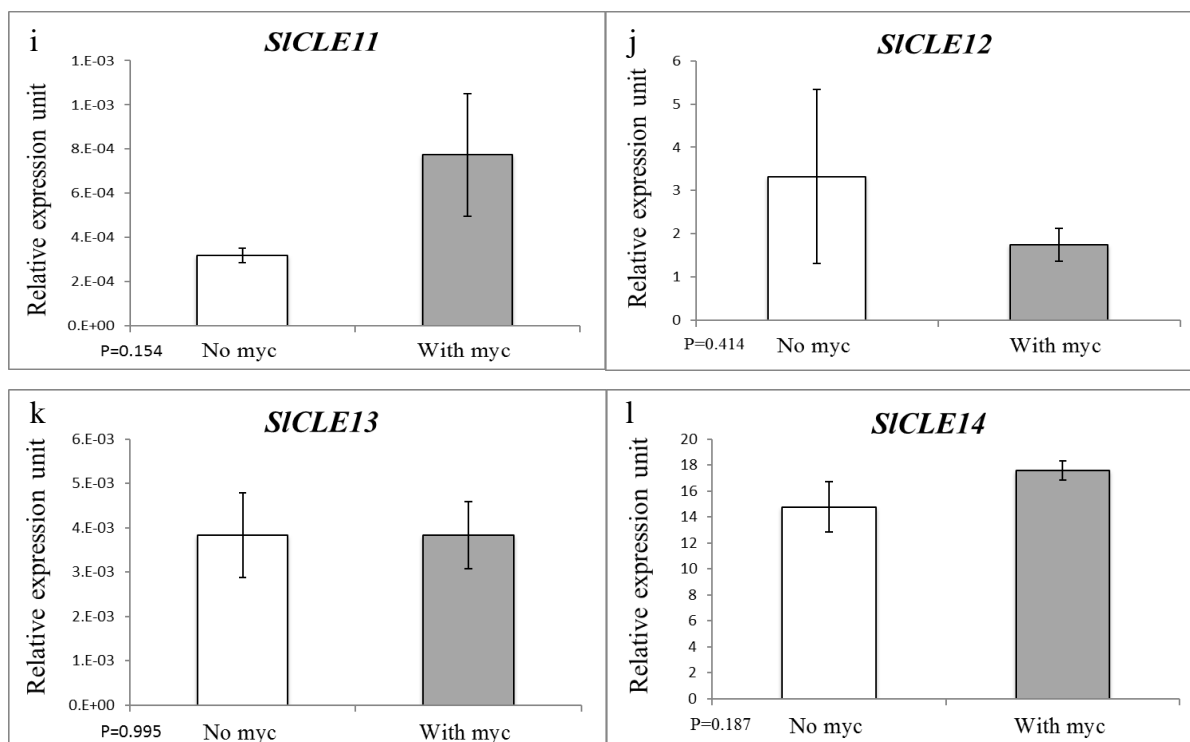 i
SlCLE11
Relative expression unit
1.E-03
1.E-03
8.E-04
6.E-04
4.E-04
2.E-04
0.E+00
P=0.154
No myc
With myc
j
SlCLE12
Relative expression unit
6
5
4
3
2
1
0
P=0.414
No myc
With myc
k
SlCLE13
Relative expression unit
6.E-03
5.E-03
4.E-03
3.E-03
2.E-03
1.E-03
0.E+00
P=0.995
No myc
With myc
l
SlCLE14
Relative expression unit
20
18
16
14
12
10
8
6
4
2
0
P=0.187
No myc
With myc